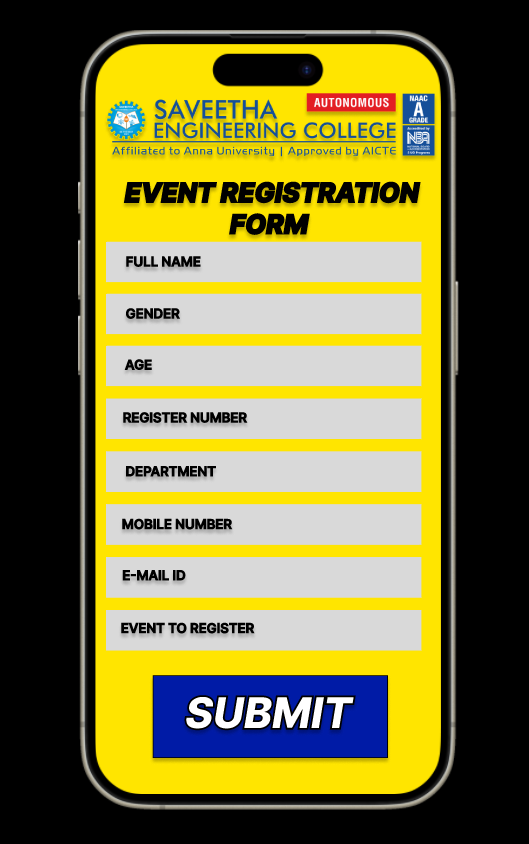 AUTONOMOUS
NAAC
A
GRADE
SAVEETHA
ENGINEERING COLLEGE
Affiliated to Anna University | Approved by AICTE
Accredited by
NBA
EVENT REGISTRATION
FORM
FULL NAME
GENDER
AGE
REGISTER NUMBER
DEPARTMENT
MOBILE NUMBER
E-MAIL ID
EVENT TO REGISTER
SUBMIT